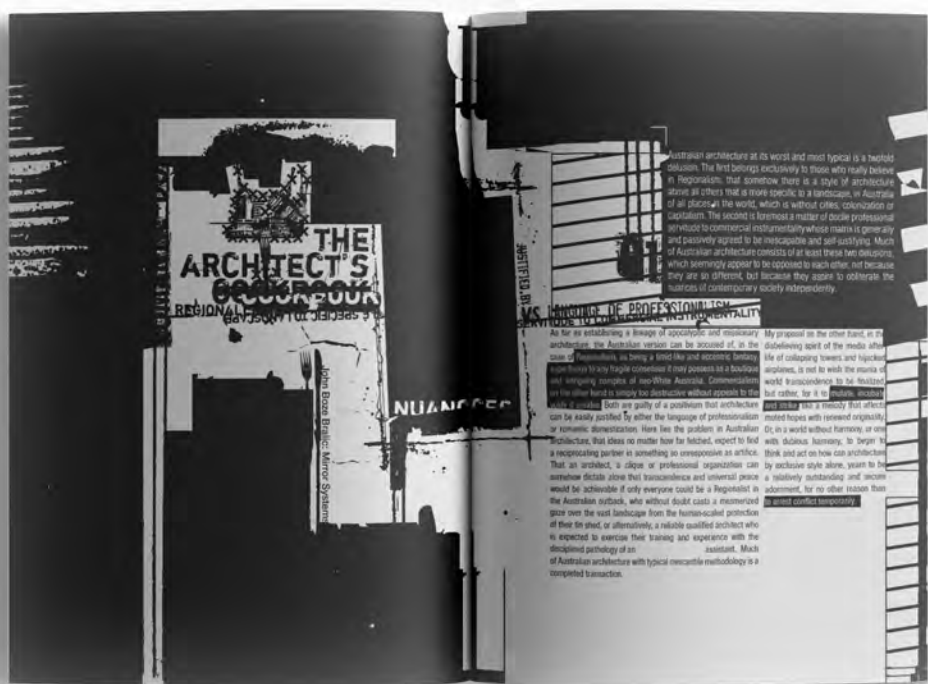 THE
ARCHITECT'S
COOKBOOK
REGIONAL
SPECIFIC TO LANDSCAPE
John Boze Bralic: Mirror Systems
JUSTIFIED.BY
VS LANGUAGE OF PROFESSIONALISM
INSTRUMENTALITY
Australian architecture at its worst and most typical is a twofold
delusion. The first belongs exclusively to those who really believe
in Regionalism, that somehow there is a style of architecture
above all others that is more specific to a landscape, in Australia
of all places in the world, which is without cities, colonization or
capitalism. The second is foremost a matter of docile professional
servitude to commercial instrumentality whose matrix is generally
and passively agreed to be inescapable and self-justifying. Much
of Australian architecture consists of at least these two delusions,
which seemingly appear to be opposed to each other, not because
they are so different, but because they aspire to obliterate the
nuances of contemporary society independently.
As far as establishing a lineage of apocalyptic and missionary
architecture, the Australian version can be accused of, in the
case of Regionalism, as being a timid-like and eccentric fantasy,
superfluous to any fragile consensus it may possess as a boutique
and intriguing complex of neo-White Australia. Commercialism
on the other hand is simply too destructive without appeals to the
Both are guilty of a positivism that architecture
can be easily justified by either the language of professionalism
or romantic domestication. Here lies the problem in Australian
architecture, that ideas no matter how far fetched, expect to find
a reciprocating partner in something so unresponsive as artifice.
That an architect, a clique or professional organization can
somehow dictate alone that transcendence and universal peace
would be achievable if only everyone could be a Regionalist in
the Australian outback, who without doubt casts a mesmerized
gaze over the vast landscape from the human-scaled protection
of their tin shed, or alternatively, a reliable qualified architect who
is expected to exercise their training and experience with the
disciplined pathology of an assistant. Much
of Australian architecture with typical mercantile methodology is a
completed transaction.
My proposal on the other hand, in the
disbelieving spirit of the media after
life of collapsing towers and hijacked
airplanes, is not to wish the mania of
world transcendence to be finalized,
but rather, for it to mutate, incubate
and strike, like a melody that affects
muted hopes with renewed originality.
Or, in a world without harmony, or one
with dubious harmony, to begin to
think and act on how can architecture
by exclusive style alone, yearn to be
a relatively outstanding and secure
adornment, for no other reason than
to arrest conflict temporarily.